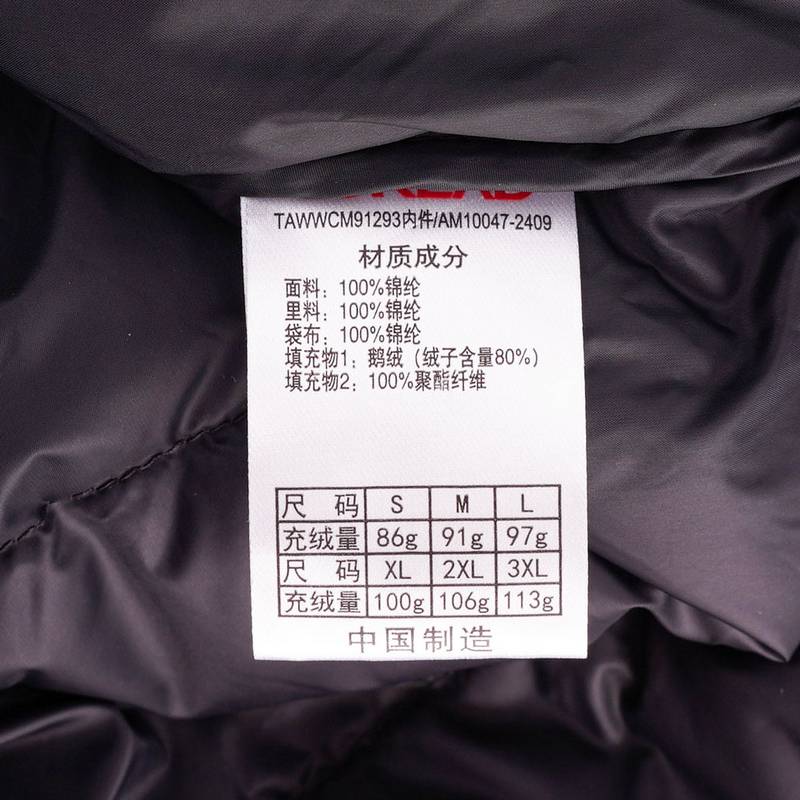 TAWWCM91293内件/AM10047-2409
材质成分
面料：100%锦纶
里料：100%锦纶
袋布：100%锦纶
填充物1：鹅绒（绒子含量80%）
填充物2：100%聚酯纤维
尺 码 S M L
充绒量 86g 91g 97g
尺 码 XL 2XL 3XL
充绒量 100g 106g 113g
中国制造